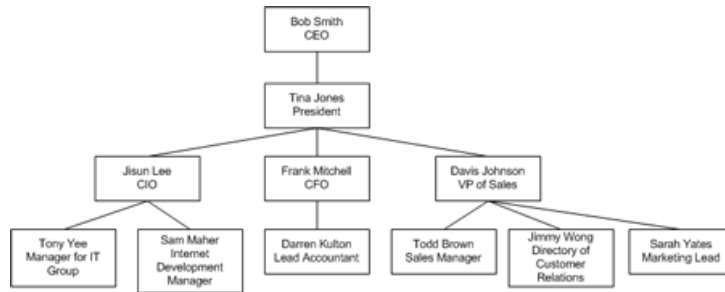 Bob Smith
CEO
Tina Jones
President
Jisun Lee
CIO
Frank Mitchell
CFO
Davis Johnson
VP of Sales
Tony Yee
Manager for IT
Group
Sam Maher
Internet
Development
Manager
Darren Kulton
Lead Accountant
Todd Brown
Sales Manager
Jimmy Wong
Directory of
Customer
Relations
Sarah Yates
Marketing Lead